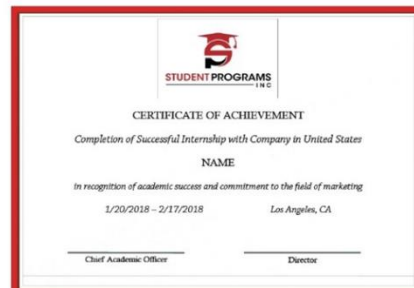 STUDENT PROGRAMS
INC
CERTIFICATE OF ACHIEVEMENT
Completion of Successful Internship with Company in United States
NAME
in recognition of academic success and commitment to the field of marketing
1/20/2018 – 2/17/2018 Los Angeles, CA
Chief Academic Officer Director